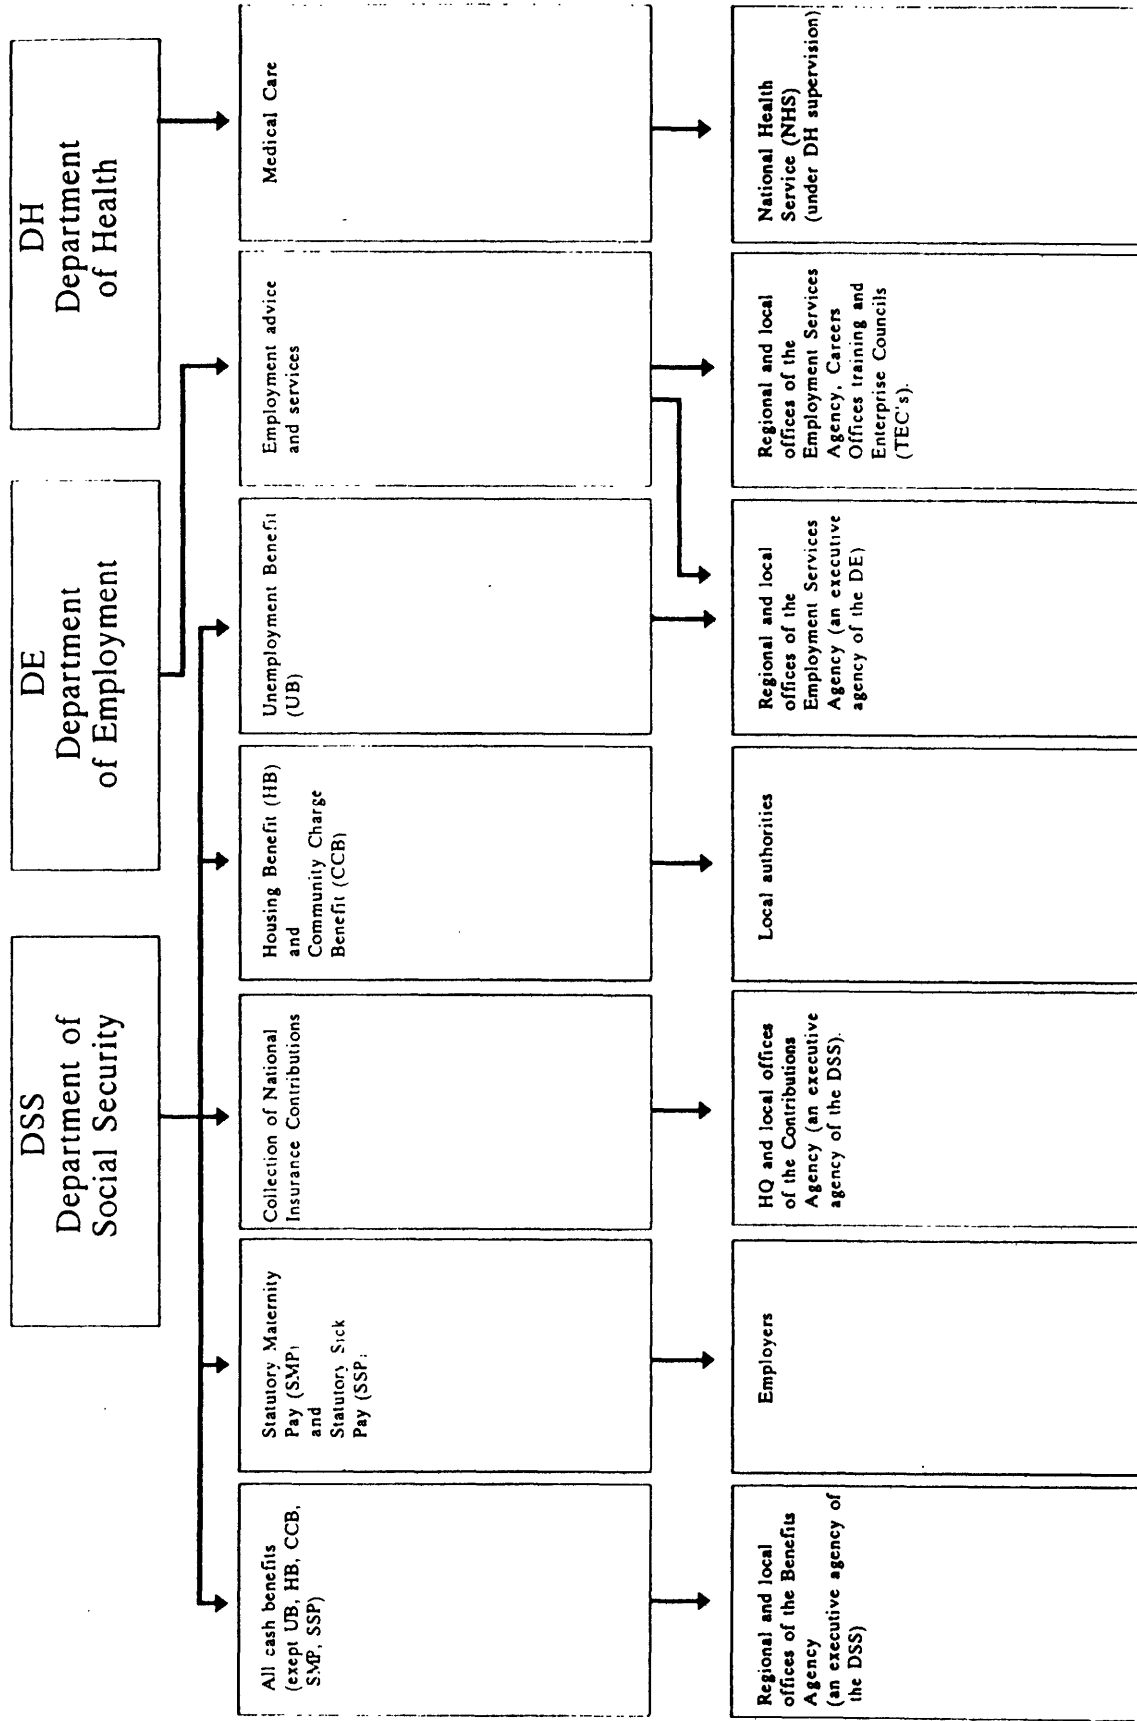 DSS
Department of
Social Security
DE
Department
of Employment
DH
Department
of Health
All cash benefits
(exept UB, HB, CCB,
SMP, SSP)
Statutory Maternity
Pay (SMP)
and
Statutory Sick
Pay (SSP)
Collection of National
Insurance Contributions
Housing Benefit (HB)
and
Community Charge
Benefit (CCB)
Unemployment Benefit
(UB)
Employment advice
and services
Medical Care
Regional and local
offices of the Benefits
Agency
(an executive agency of
the DSS)
Employers
HQ and local offices
of the Contributions
Agency (an executive
agency of the DSS).
Local authorities
Regional and local
offices of the
Employment Services
Agency (an executive
agency of the DE)
Regional and local
offices of the
Employment Services
Agency, Careers
Offices training and
Enterprise Councils
(TEC's).
National Health
Service (NHS)
(under DH supervision)